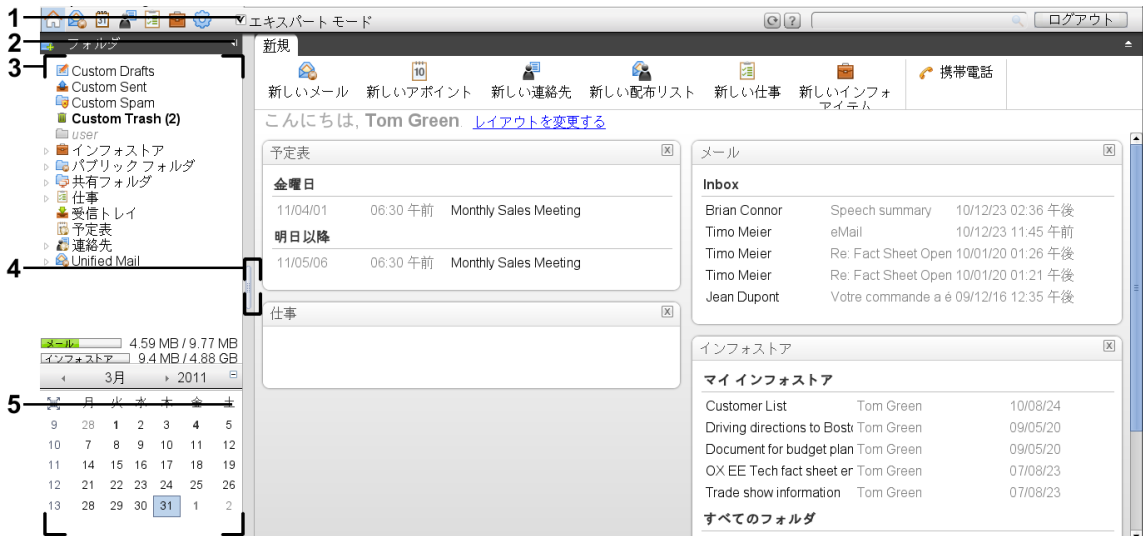 1
エキスパートモード
?
ログアウト
2
フォルダ
新規
3
Custom Drafts
Custom Sent
Custom Spam
Custom Trash (2)
user
インフォストア
パブリック フォルダ
共有フォルダ
仕事
受信トレイ
予定表
連絡先
Unified Mail
4
メール 4.59 MB / 9.77 MB
インフォストア 9.4 MB / 4.88 GB
3月 2011
5
月 火 水 木 金 土
9 28 1 2 3 4 5
10 7 8 9 10 11 12
11 14 15 16 17 18 19
12 21 22 23 24 25 26
13 28 29 30 31 1 2
新しいメール
10
新しいアポイント
新しい連絡先
新しい配布リスト
新しい仕事
新しいインフォ
アイテム
携帯電話
こんにちは, Tom Green レイアウトを変更する
予定表 X
金曜日
11/04/01 06:30 午前 Monthly Sales Meeting
明日以降
11/05/06 06:30 午前 Monthly Sales Meeting
仕事 X
メール X
Inbox
Brian Connor Speech summary 10/12/23 02:36 午後
Timo Meier eMail 10/12/23 11:45 午前
Timo Meier Re: Fact Sheet Open 10/01/20 01:26 午後
Timo Meier Re: Fact Sheet Open 10/01/20 01:21 午後
Jean Dupont Votre commande a é 09/12/16 12:35 午後
インフォストア X
マイ インフォストア
Customer List Tom Green 10/08/24
Driving directions to Bost Tom Green 09/05/20
Document for budget plan Tom Green 09/05/20
OX EE Tech fact sheet er Tom Green 07/08/23
Trade show information Tom Green 07/08/23
すべてのフォルダ